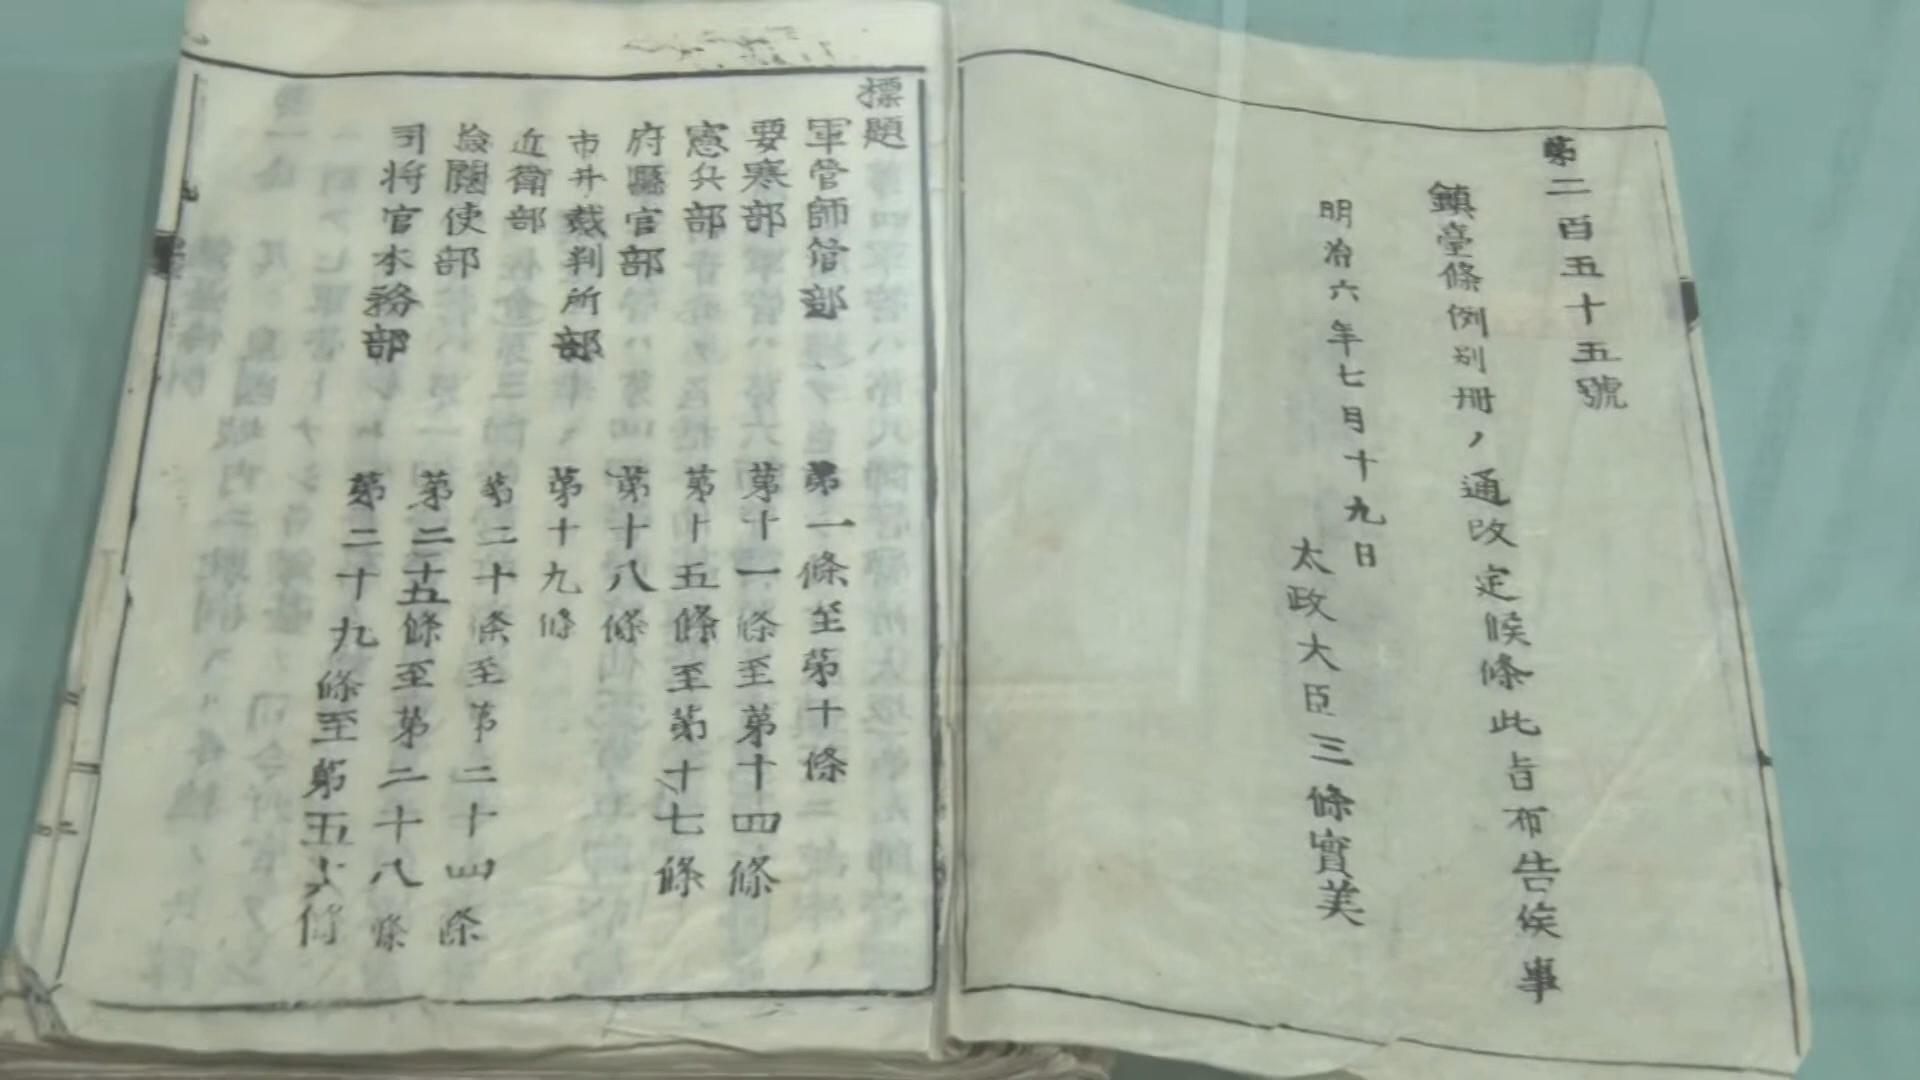 第二百五十五號
鎮臺條例別冊ノ通改定候條此旨布告候事
明治六年七月十九日
太政大臣三條實美
標題
軍管師管部 第一條至第十條
要塞部 第十一條至第十四條
憲兵部 第十五條至第十七條
府縣官部 第十八條
市井裁判所部 第十九條
近衛部 第二十條至第二十四條
檢閲使部 第二十五條至第二十八條
司将官本務部 第二十九條至第五十六條